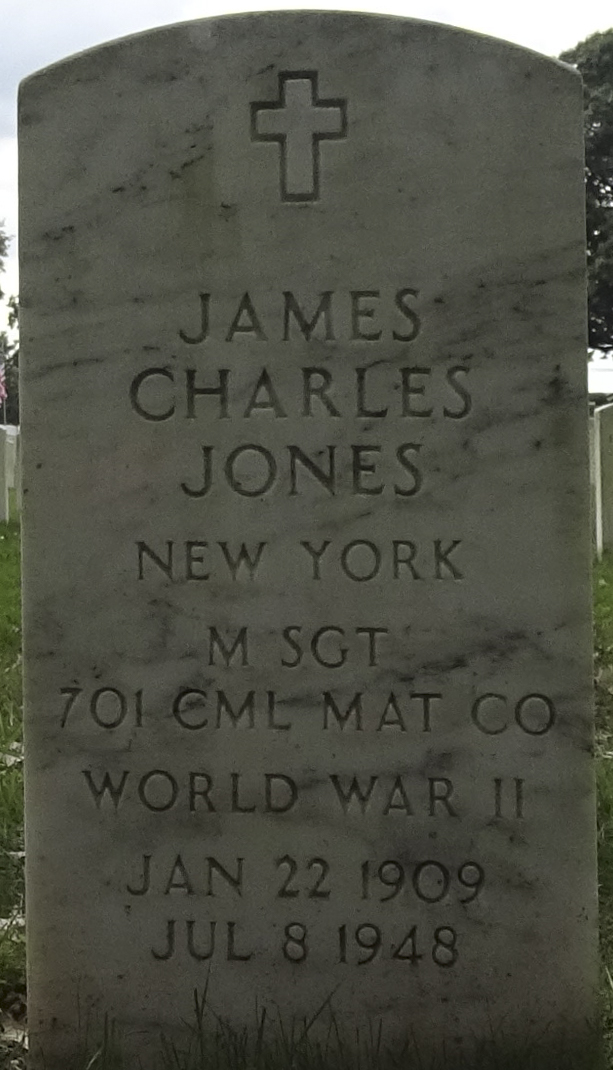 JAMES
CHARLES
JONES
NEW YORK
M SGT
701 CML MAT CO
WORLD WAR II
JAN 22 1909
JUL 8 1948